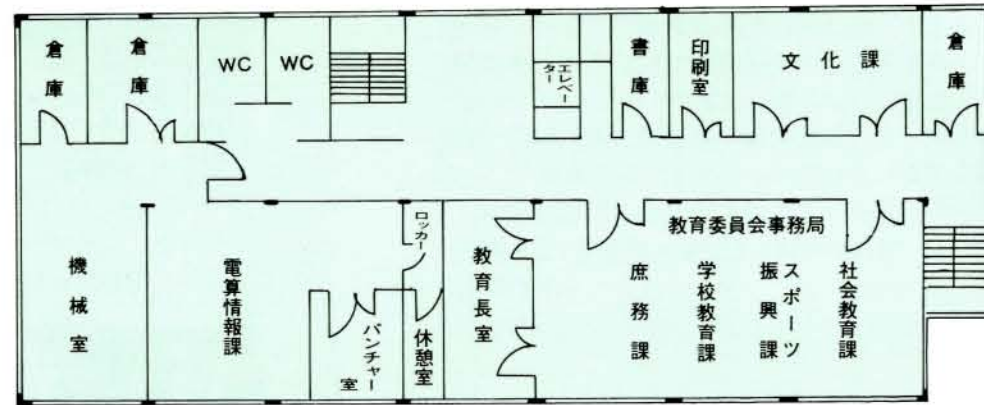 倉庫
倉庫
WC
WC
エレベーター
書庫
印刷室
文化課
倉庫
機械室
電算情報課
パンチャー室
ロッカー
休憩室
教育長室
教育委員会事務局
庶務課
学校教育課
スポーツ振興課
社会教育課